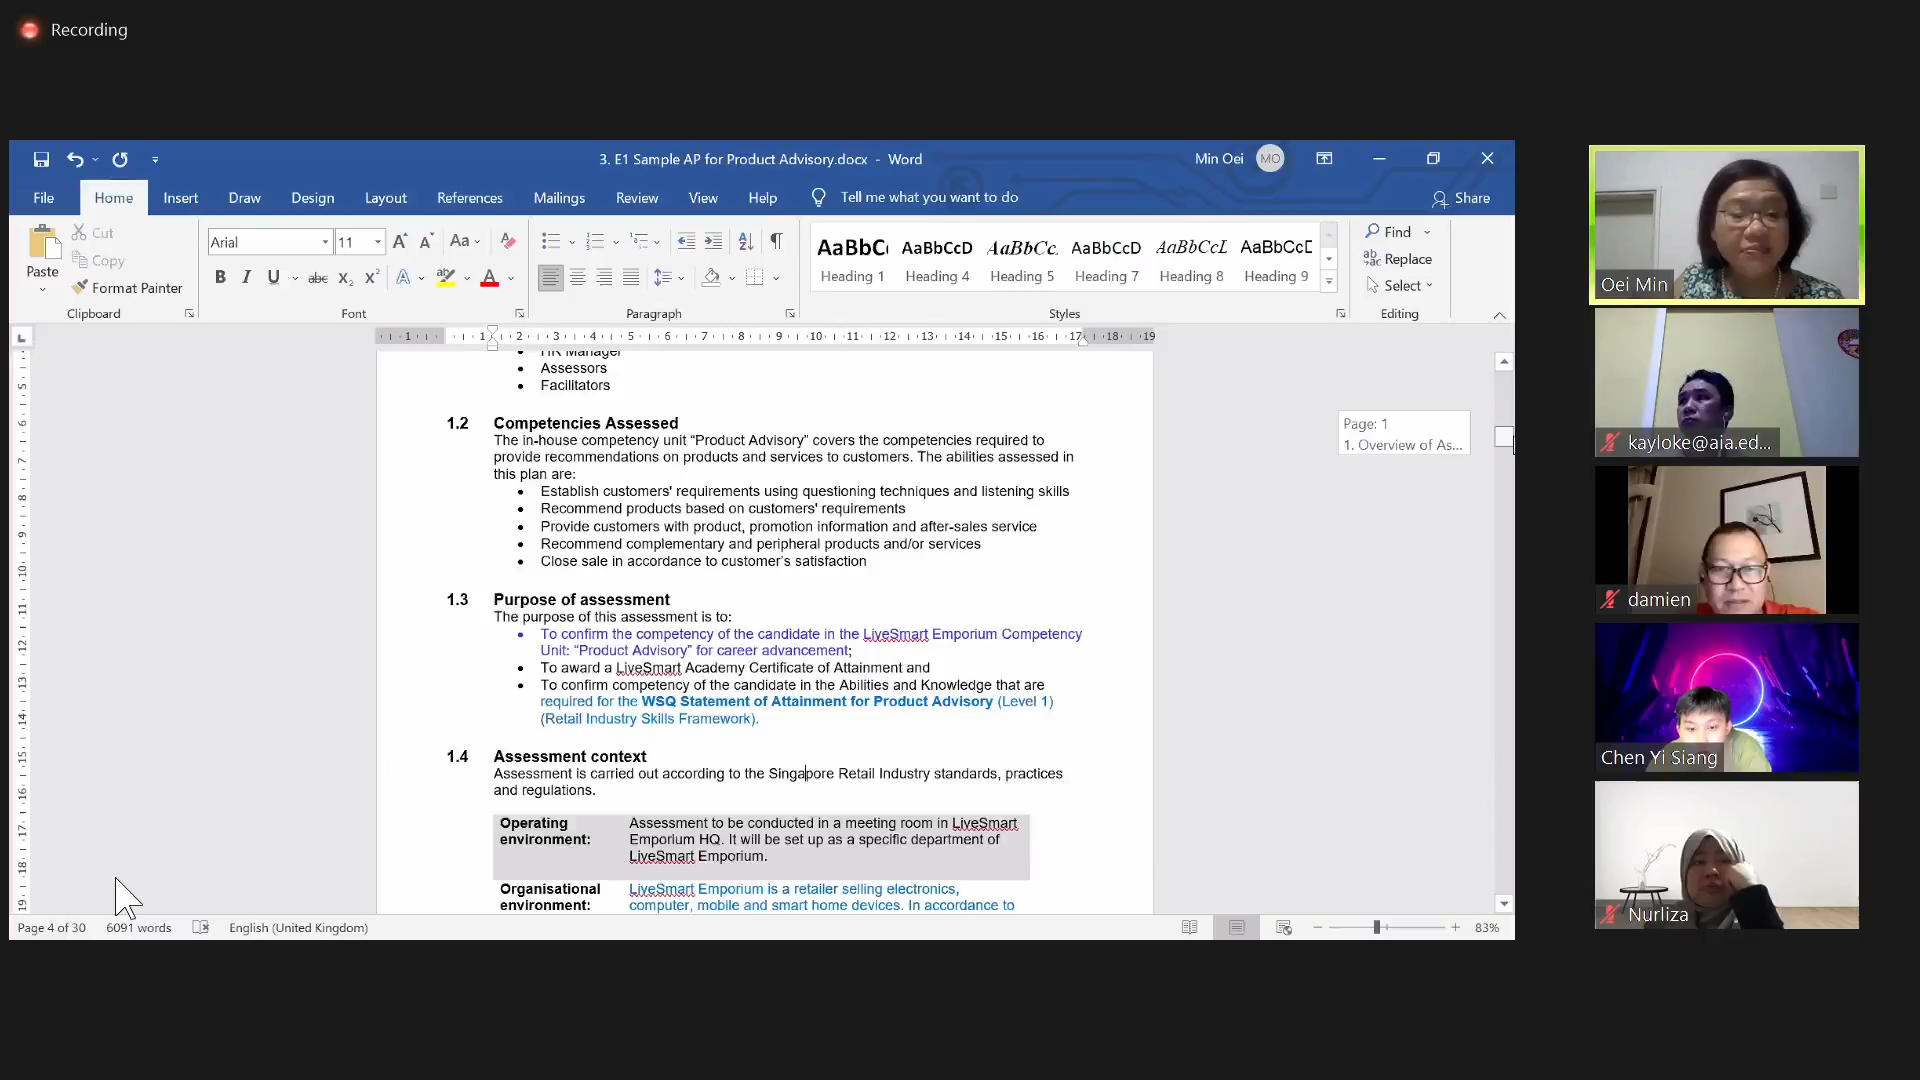 Recording
3. E1 Sample AP for Product Advisory.docx - Word
Min Oei MO
File Home Insert Draw Design Layout References Mailings Review View Help Tell me what you want to do Share
Paste
Cut
Copy
Format Painter
Clipboard
Arial 11
Font
Paragraph
AaBbC( AaBbCcD AaBbCc. AaBbCcD AaBbCcL AaBbCcD
Heading 1 Heading 4 Heading 5 Heading 7 Heading 8 Heading 9
Styles
Find
Replace
Select
Editing
HR Manager
Assessors
Facilitators
1.2 Competencies Assessed
The in-house competency unit “Product Advisory” covers the competencies required to
provide recommendations on products and services to customers. The abilities assessed in
this plan are:
Establish customers' requirements using questioning techniques and listening skills
Recommend products based on customers' requirements
Provide customers with product, promotion information and after-sales service
Recommend complementary and peripheral products and/or services
Close sale in accordance to customer’s satisfaction
1.3 Purpose of assessment
The purpose of this assessment is to:
To confirm the competency of the candidate in the LiveSmart Emporium Competency
Unit: “Product Advisory” for career advancement;
To award a LiveSmart Academy Certificate of Attainment and
To confirm competency of the candidate in the Abilities and Knowledge that are
required for the WSQ Statement of Attainment for Product Advisory (Level 1)
(Retail Industry Skills Framework).
1.4 Assessment context
Assessment is carried out according to the Singapore Retail Industry standards, practices
and regulations.
Operating environment:
Assessment to be conducted in a meeting room in LiveSmart
Emporium HQ. It will be set up as a specific department of
LiveSmart Emporium.
Organisational environment:
LiveSmart Emporium is a retailer selling electronics,
computer, mobile and smart home devices. In accordance to
Page: 1
1. Overview of As...
Page 4 of 30 6091 words English (United Kingdom) 83%
Oei Min
kayloke@aia.ed...
damien
Chen Yi Siang
Nurliza